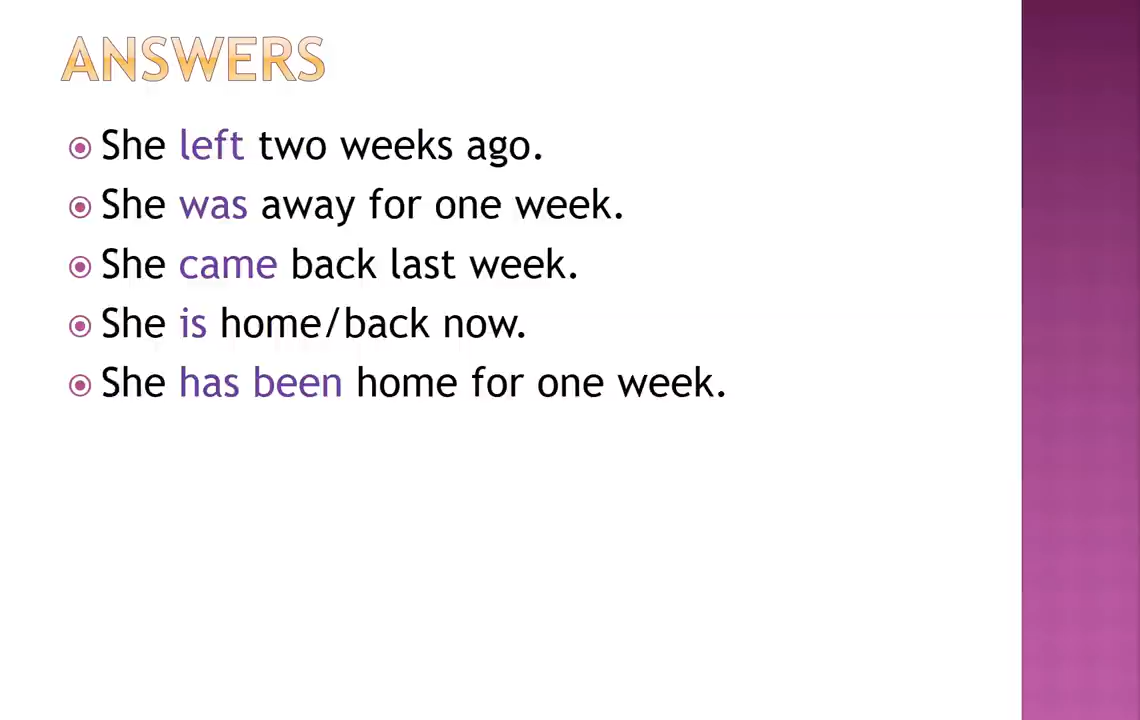 ANSWERS
She left two weeks ago.
She was away for one week.
She came back last week.
She is home/back now.
She has been home for one week.